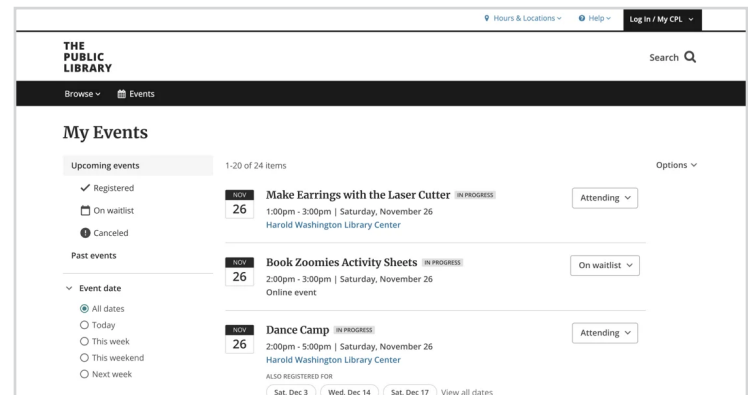 Hours & Locations
Help
Log In / My CPL
THE
PUBLIC
LIBRARY
Search
Browse
Events
My Events
Upcoming events
Registered
On waitlist
Canceled
Past events
Event date
All dates
Today
This week
This weekend
Next week
1-20 of 24 items
Options
NOV
26
Make Earrings with the Laser Cutter IN PROGRESS
1:00pm - 3:00pm | Saturday, November 26
Harold Washington Library Center
Attending
NOV
26
Book Zoomies Activity Sheets IN PROGRESS
2:00pm - 3:00pm | Saturday, November 26
Online event
On waitlist
NOV
26
Dance Camp IN PROGRESS
2:00pm - 5:00pm | Saturday, November 26
Harold Washington Library Center
Attending
ALSO REGISTERED FOR
Sat, Dec 3 Wed, Dec 14 Sat, Dec 17 View all dates